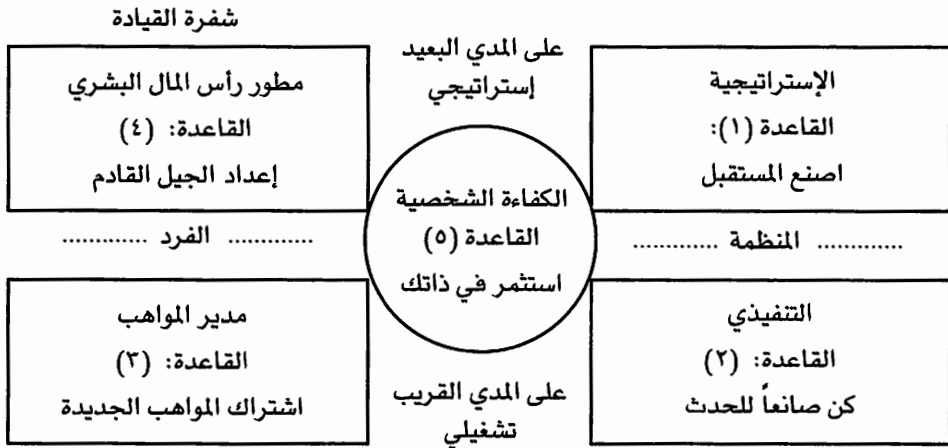 شفرة القيادة
على المدي البعيد
إستراتيجي
الإستراتيجية
القاعدة (١):
اصنع المستقبل
مطور رأس المال البشري
القاعدة: (٤)
إعداد الجيل القادم
الكفاءة الشخصية
القاعدة (٥)
استثمر في ذاتك
............. المنظمة .............
............. الفرد .............
التنفيذي
القاعدة: (٢)
كن صانعاً للحدث
مدير المواهب
القاعدة: (٣)
اشتراك المواهب الجديدة
على المدي القريب
تشغيلي